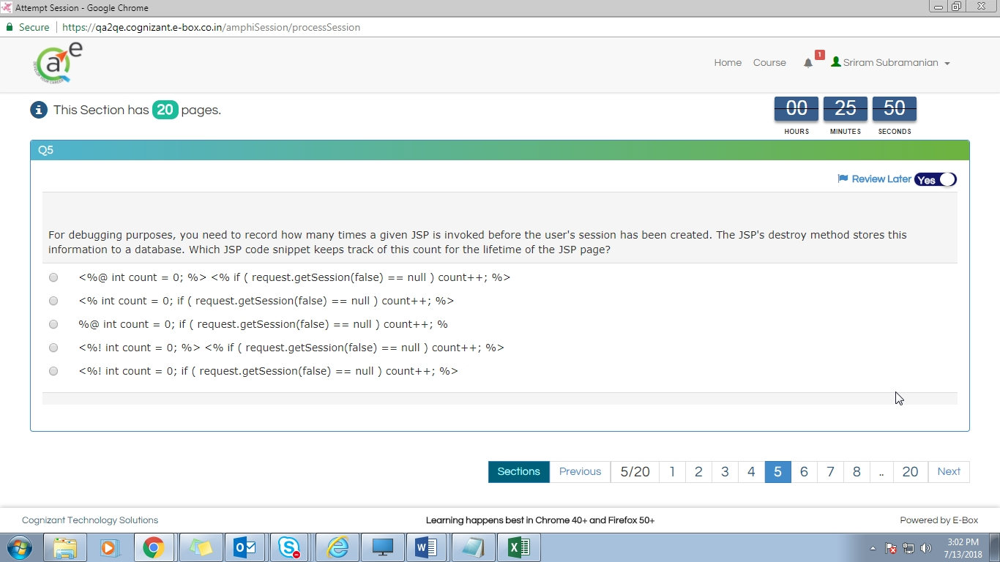 Attempt Session - Google Chrome
Secure https://qa2qe.cognizant.e-box.co.in/amphiSession/processSession
a e
Home Course 1 Sriram Subramanian
This Section has 20 pages.
00 25 50
HOURS MINUTES SECONDS
Q5
Review Later Yes
For debugging purposes, you need to record how many times a given JSP is invoked before the user's session has been created. The JSP's destroy method stores this
information to a database. Which JSP code snippet keeps track of this count for the lifetime of the JSP page?
<%@ int count = 0; %> <% if ( request.getSession(false) == null ) count++; %>
<% int count = 0; if ( request.getSession(false) == null ) count++; %>
%@ int count = 0; if ( request.getSession(false) == null ) count++; %
<%! int count = 0; %> <% if ( request.getSession(false) == null ) count++; %>
<%! int count = 0; if ( request.getSession(false) == null ) count++; %>
Sections Previous 5/20 1 2 3 4 5 6 7 8 .. 20 Next
Cognizant Technology Solutions Learning happens best in Chrome 40+ and Firefox 50+ Powered by E-Box
3:02 PM
7/13/2018